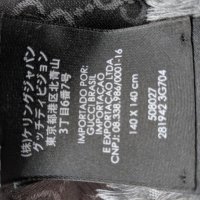 (株)ケリングジャパン
グッチディビジョン
東京都港区北青山
3丁目6番7号
IMPORTADO POR:
GUCCI BRASIL
IMPORTAÇÃO
E EXPORTAÇÃO LTDA
CNPJ: 08.338.986/0001-16
140 X 140 cm
508027
281942 3G704